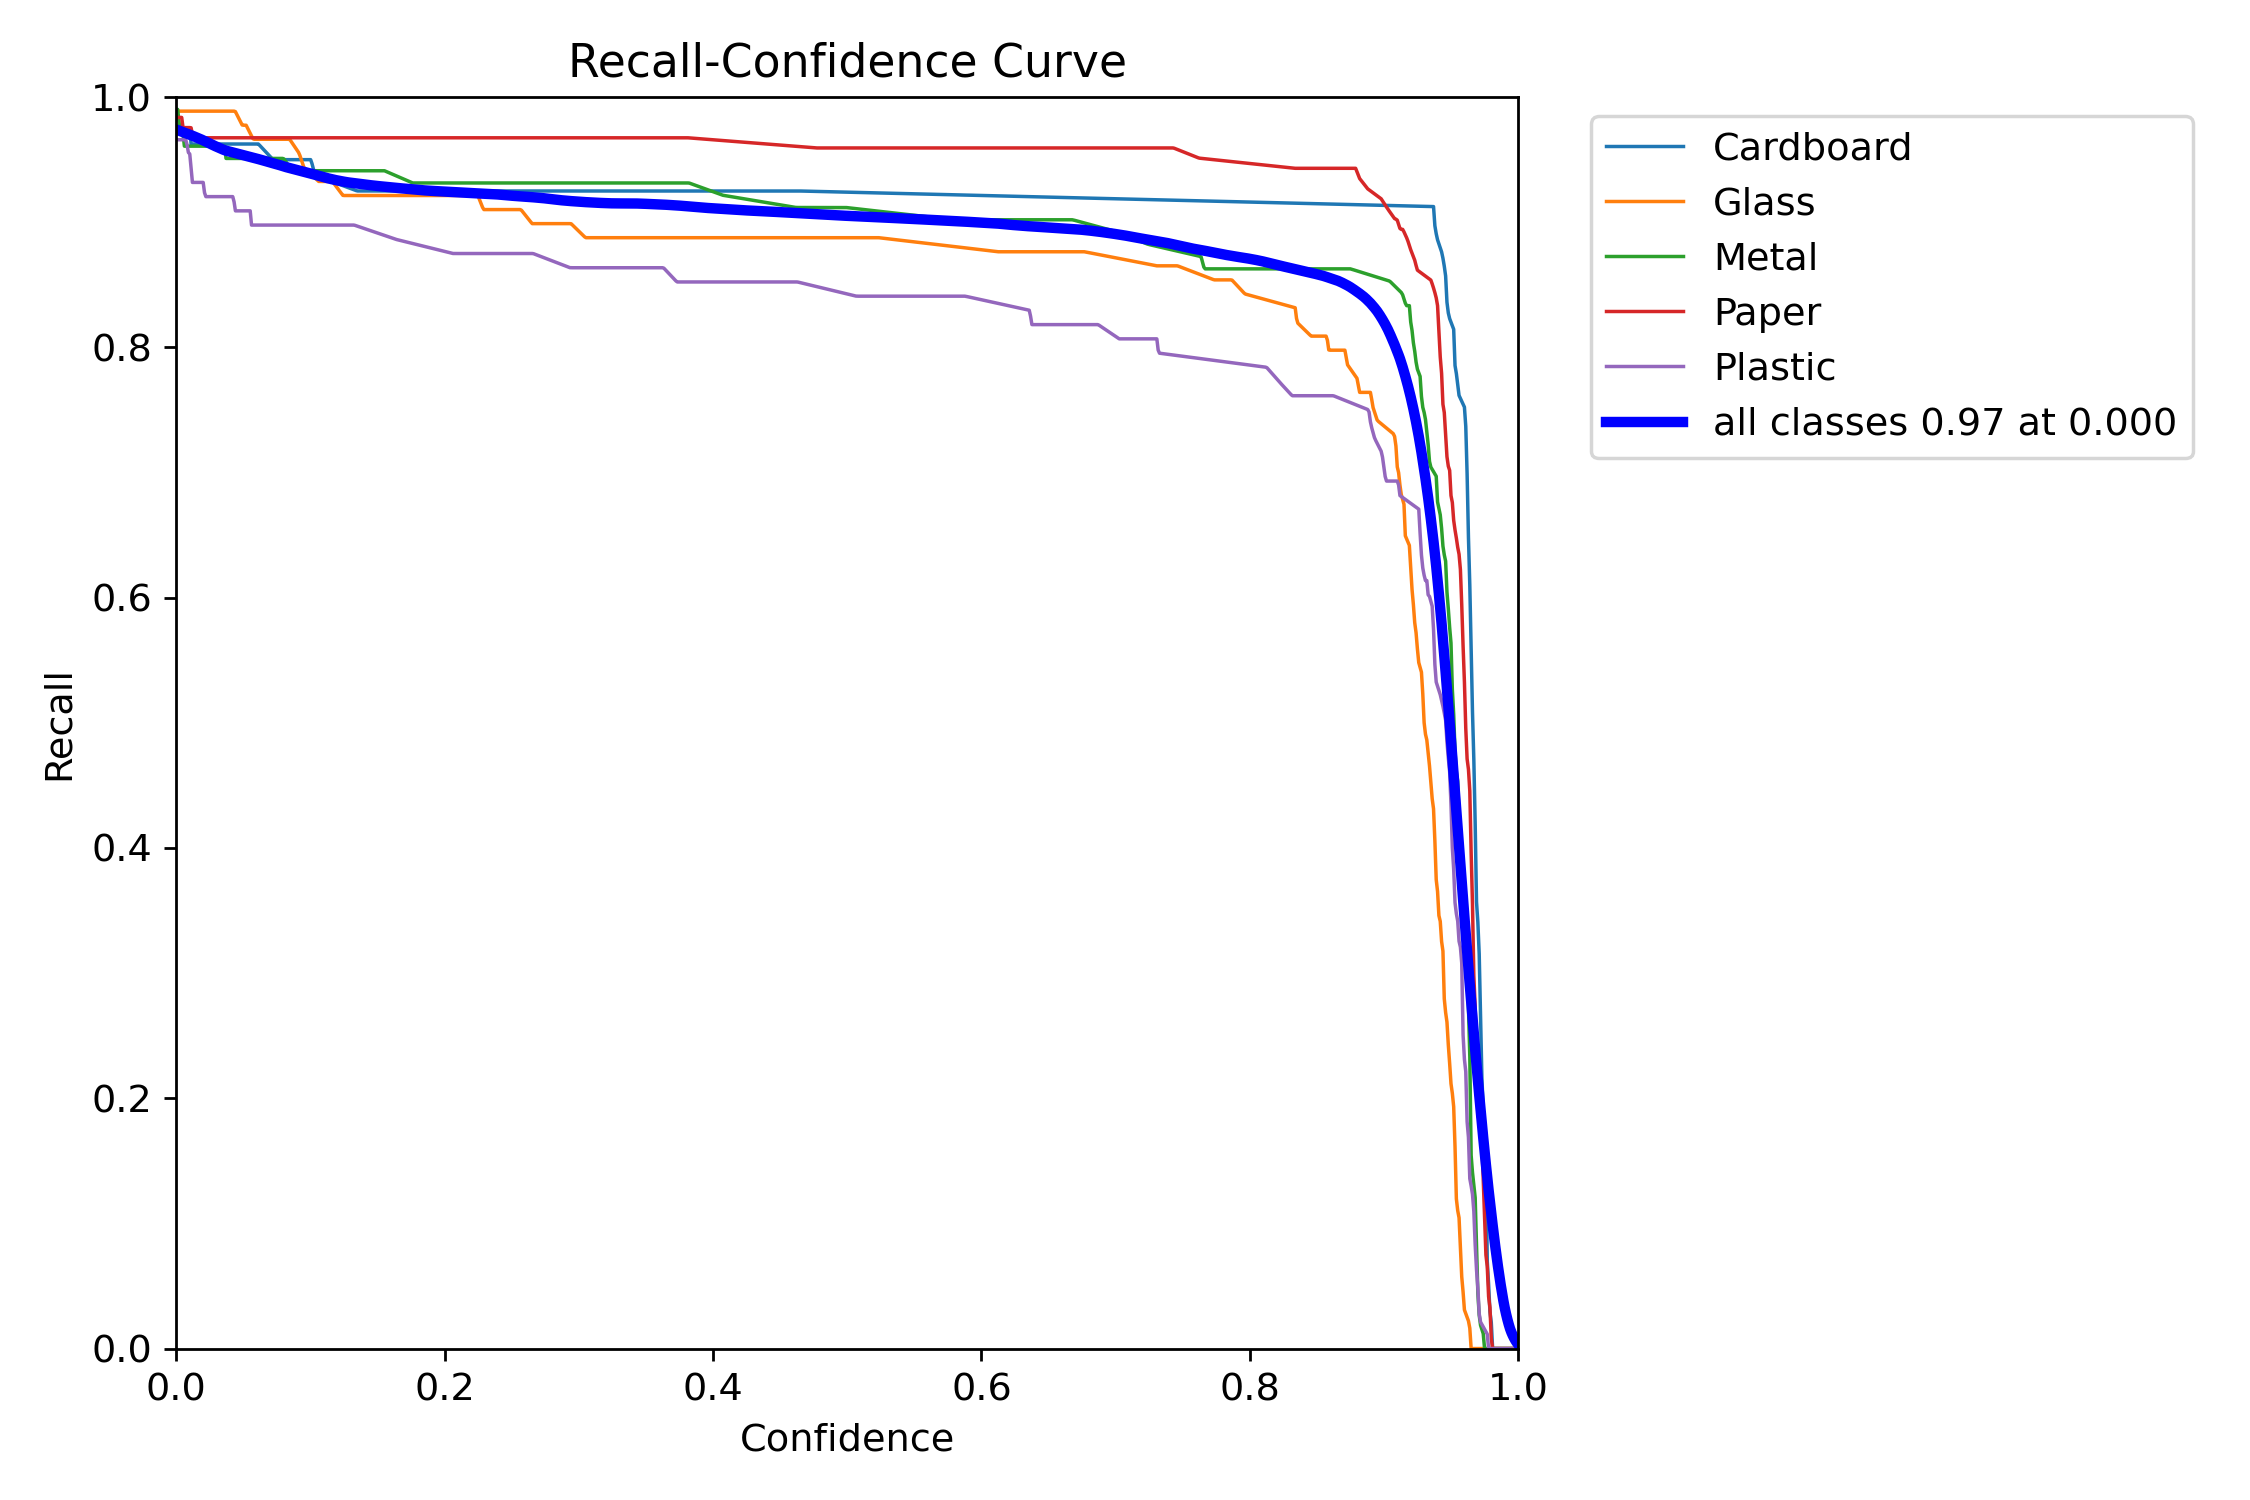 Recall-Confidence Curve
1.0
0.8
0.6
0.4
0.2
0.0
Recall
0.0 0.2 0.4 0.6 0.8 1.0
Confidence
Cardboard
Glass
Metal
Paper
Plastic
all classes 0.97 at 0.000